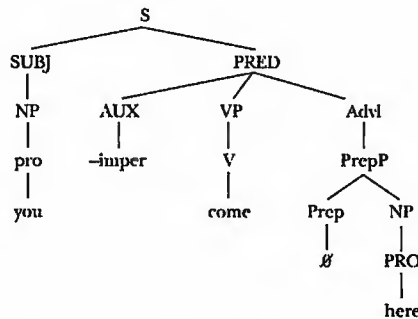 S
SUBJ PRED
NP AUX VP Advl
pro –imper V PrepP
you come Prep NP
ø PRO
here